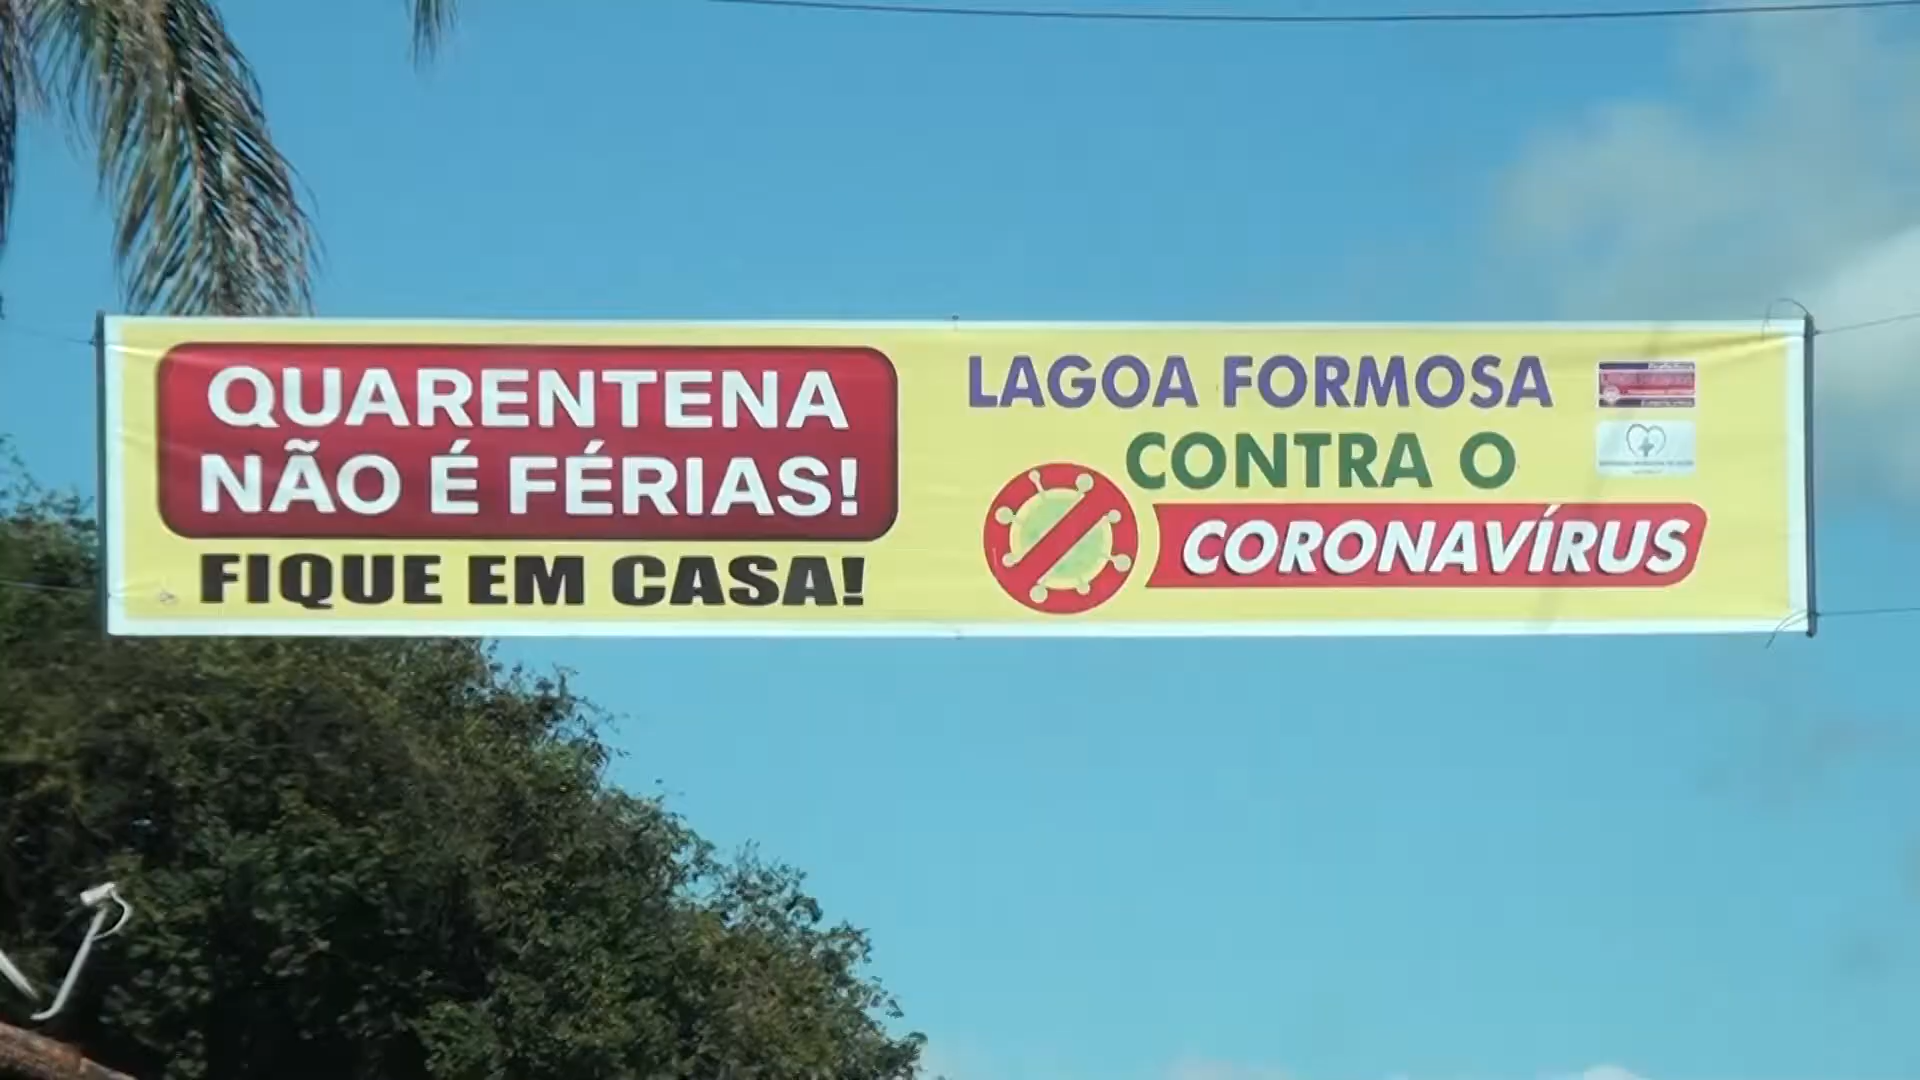 QUARENTENA
NÃO É FÉRIAS!
FIQUE EM CASA!
LAGOA FORMOSA
CONTRA O
CORONAVÍRUS